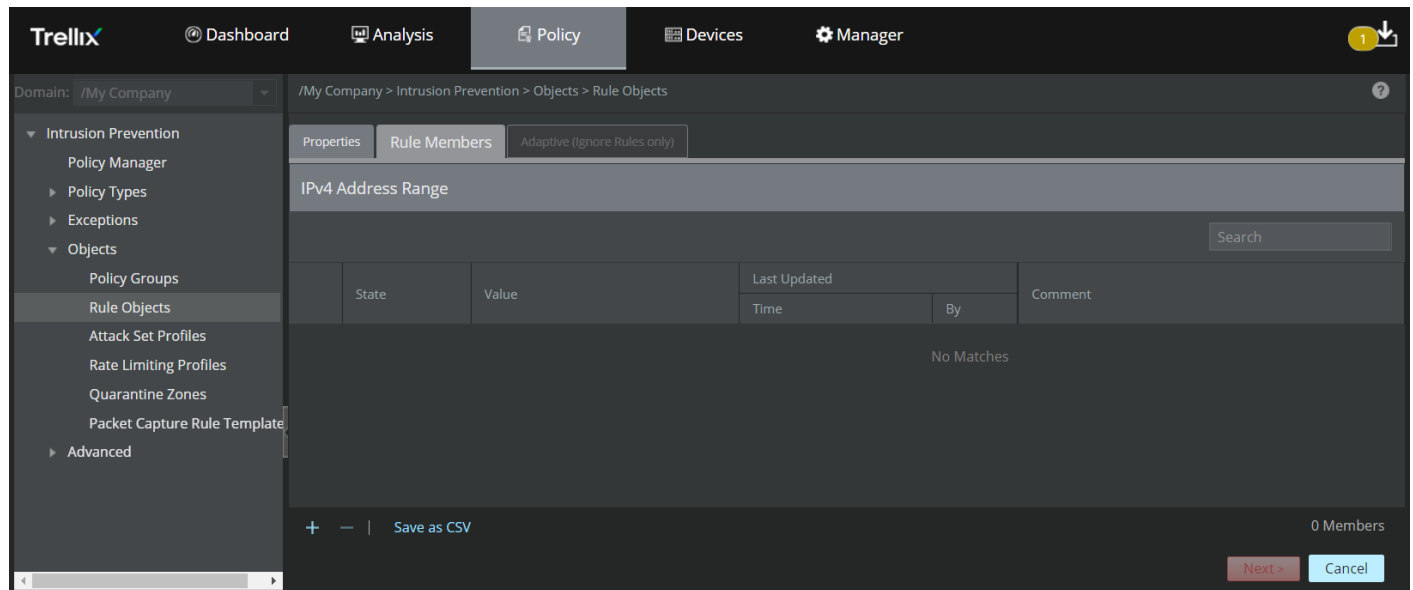 Trellix
Dashboard
Analysis
Policy
Devices
Manager
1
Domain: /My Company
/My Company > Intrusion Prevention > Objects > Rule Objects
?
Intrusion Prevention
Policy Manager
Policy Types
Exceptions
Objects
Policy Groups
Rule Objects
Attack Set Profiles
Rate Limiting Profiles
Quarantine Zones
Packet Capture Rule Template
Advanced
Properties
Rule Members
Adaptive (Ignore Rules only)
IPv4 Address Range
Search
State
Value
Last Updated
Time
By
Comment
No Matches
+ − | Save as CSV
0 Members
Next >
Cancel